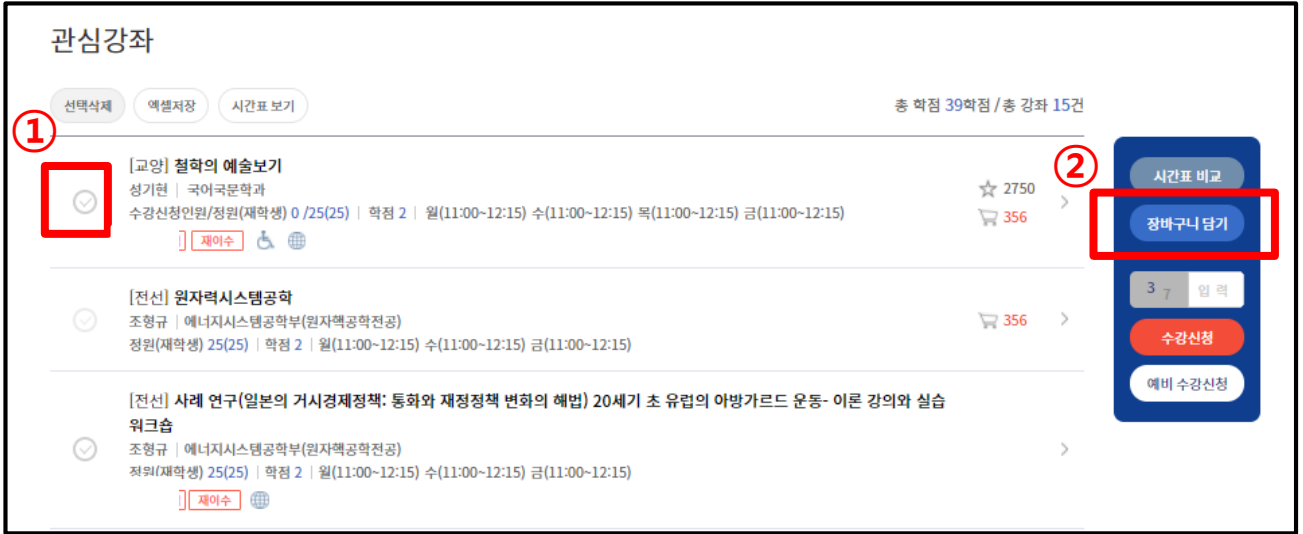 관심강좌
선택삭제 엑셀저장 시간표 보기
총 학점 39학점 / 총 강좌 15건
①
[교양] 철학의 예술보기
성기현 | 국어국문학과
수강신청인원/정원(재학생) 0 /25(25) | 학점 2 | 월(11:00~12:15) 수(11:00~12:15) 목(11:00~12:15) 금(11:00~12:15)
재이수
2750
356
[전선] 원자력시스템공학
조형규 | 에너지시스템공학부(원자핵공학전공)
정원(재학생) 25(25) | 학점 2 | 월(11:00~12:15) 수(11:00~12:15) 금(11:00~12:15)
356
[전선] 사례 연구(일본의 거시경제정책: 통화와 재정정책 변화의 해법) 20세기 초 유럽의 아방가르드 운동- 이론 강의와 실습
워크숍
조형규 | 에너지시스템공학부(원자핵공학전공)
정원(재학생) 25(25) | 학점 2 | 월(11:00~12:15) 수(11:00~12:15) 금(11:00~12:15)
재이수
②
시간표 비교
장바구니 담기
3 7 입력
수강신청
예비 수강신청